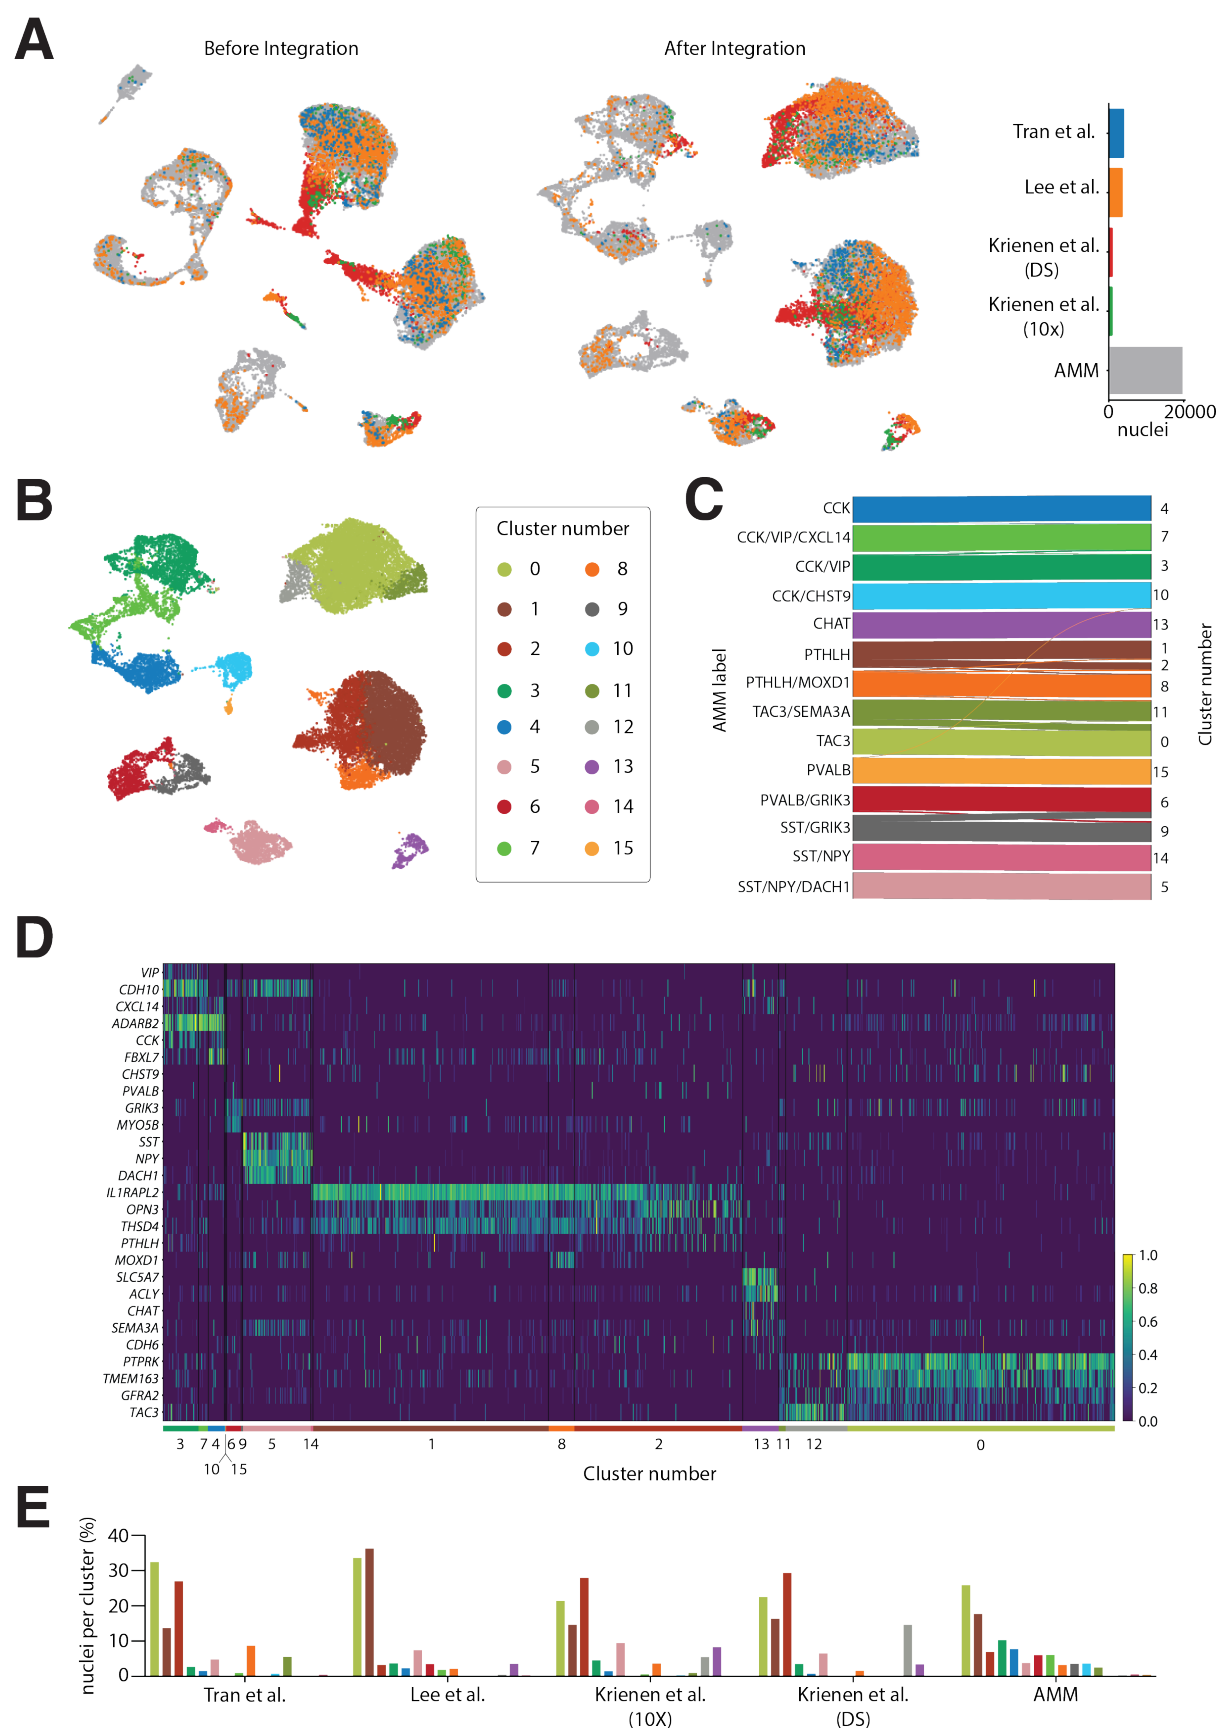 A
Before Integration
After Integration
Tran et al.
Lee et al.
Krienen et al.
(DS)
Krienen et al.
(10x)
AMM
0
20000
nuclei
B
Cluster number
0
8
1
9
2
10
3
11
4
12
5
13
6
14
7
15
C
AMM label
CCK
CCK/VIP/CXCL14
CCK/VIP
CCK/CHST9
CHAT
PTHLH
PTHLH/MOXD1
TAC3/SEMA3A
TAC3
PVALB
PVALB/GRIK3
SST/GRIK3
SST/NPY
SST/NPY/DACH1
4
7
3
10
13
1
2
8
11
0
15
6
9
14
5
Cluster number
D
VIP
CDH10
CXCL14
ADARB2
CCK
FBXL7
CHST9
PVALB
GRIK3
MYO5B
SST
NPY
DACH1
IL1RAPL2
OPN3
THSD4
PTHLH
MOXD1
SLC5A7
ACLY
CHAT
SEMA3A
CDH6
PTPRK
TMEM163
GFRA2
TAC3
1.0
0.8
0.6
0.4
0.2
0.0
3 7 4 6 9 5 14 1 8 2 13 11 12 0
10 15
Cluster number
E
nuclei per cluster (%)
40
30
20
10
0
Tran et al.
Lee et al.
Krienen et al.
(10X)
Krienen et al.
(DS)
AMM